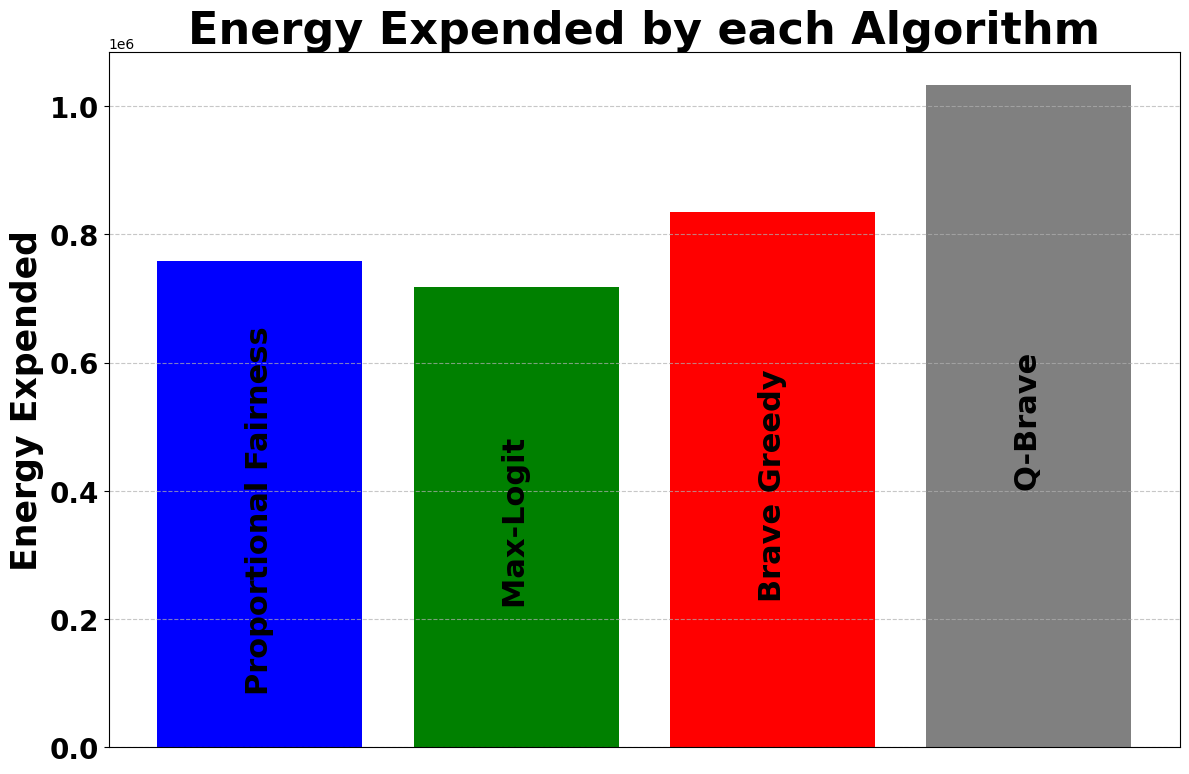 Energy Expended by each Algorithm
1e6
Energy Expended
1.0
0.8
0.6
0.4
0.2
0.0
Proportional Fairness
Max-Logit
Brave Greedy
Q-Brave